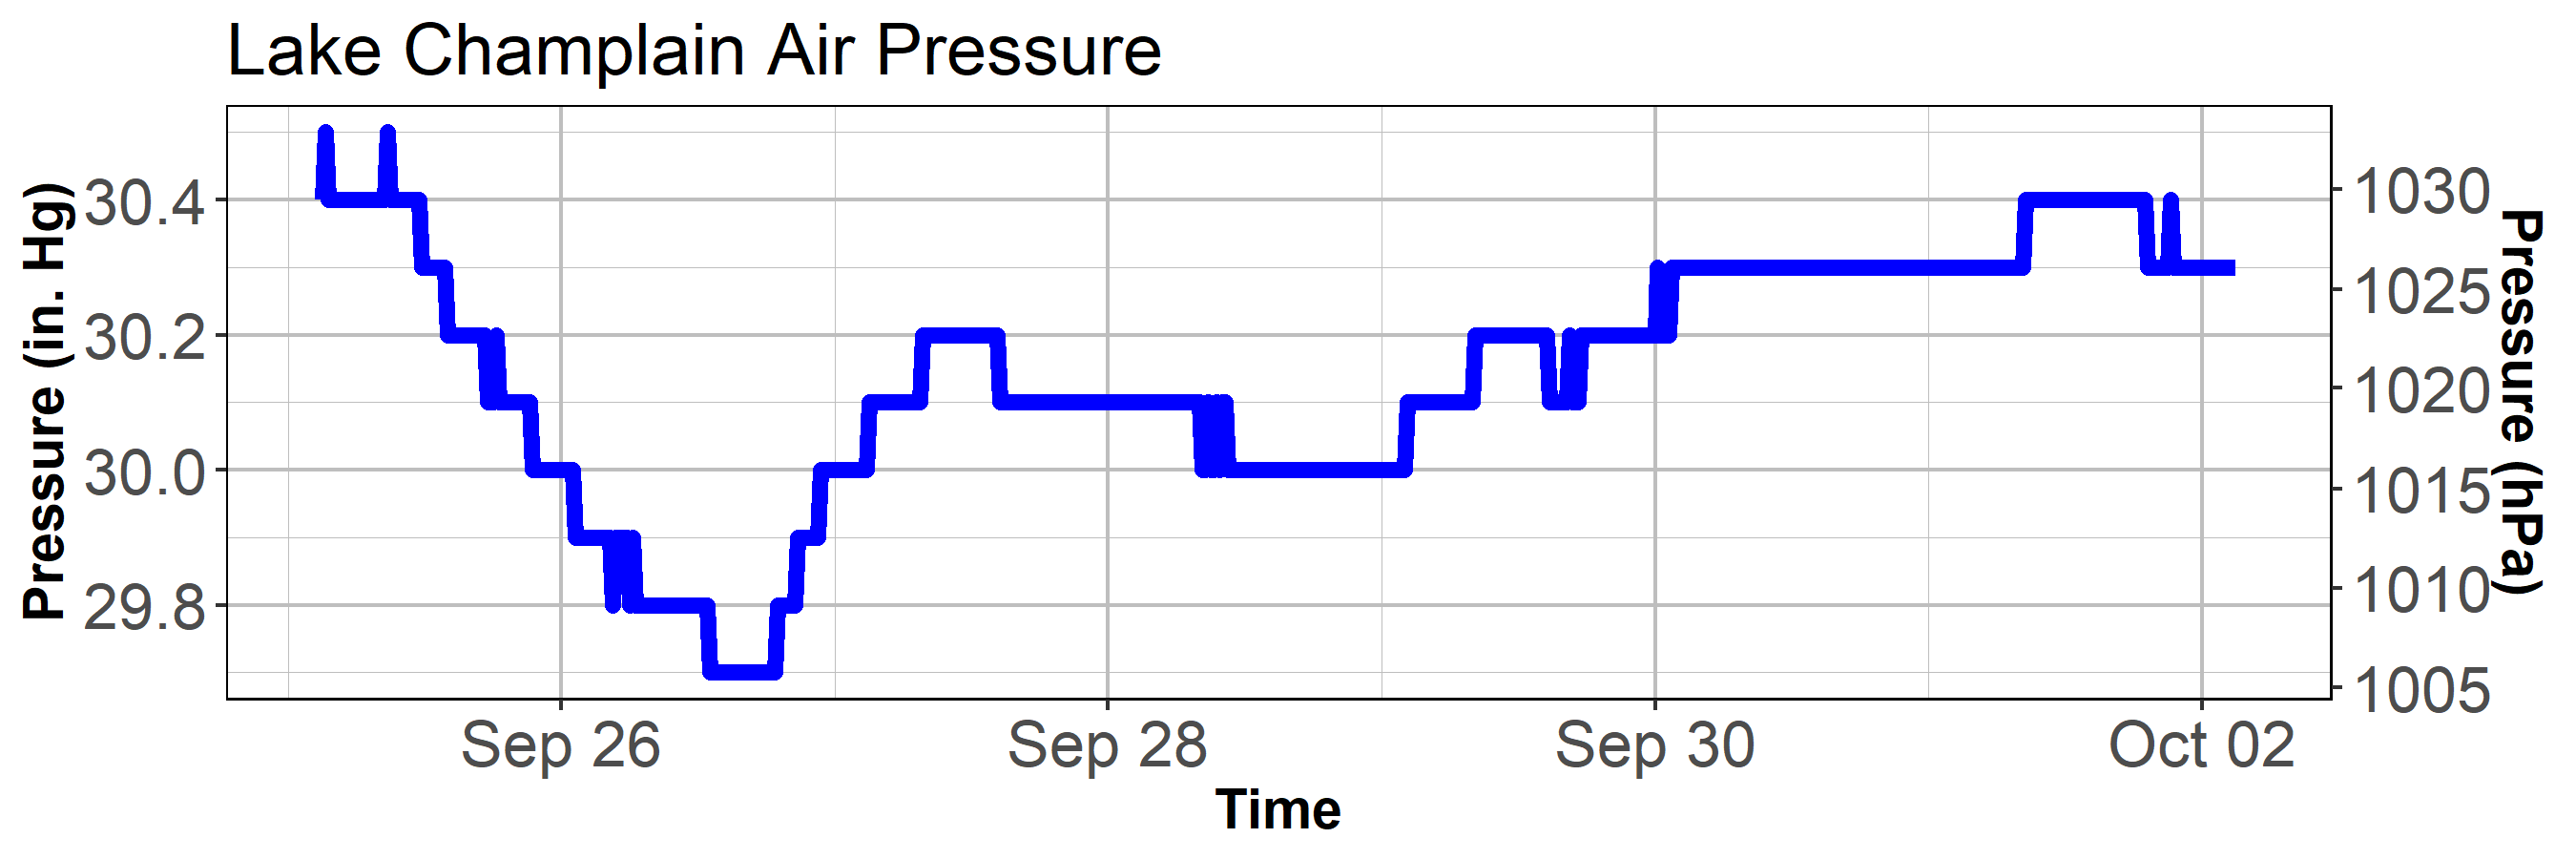 Lake Champlain Air Pressure
Pressure (in. Hg)
30.4
30.2
30.0
29.8
1030
1025
1020
1015
1010
1005
Pressure (hPa)
Sep 26
Sep 28
Sep 30
Oct 02
Time